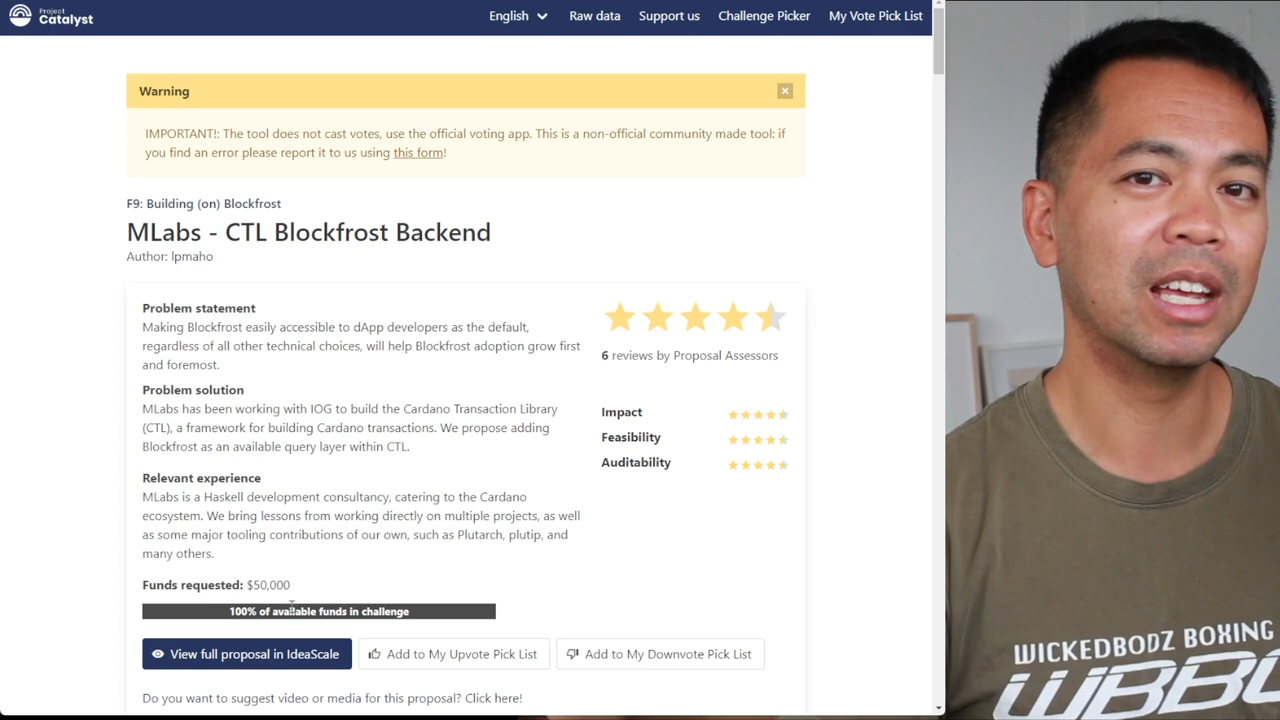 Project
Catalyst
English
Raw data
Support us
Challenge Picker
My Vote Pick List
Warning
IMPORTANT!: The tool does not cast votes, use the official voting app. This is a non-official community made tool: if
you find an error please report it to us using this form!
F9: Building (on) Blockfrost
MLabs - CTL Blockfrost Backend
Author: lpmaho
Problem statement
Making Blockfrost easily accessible to dApp developers as the default,
regardless of all other technical choices, will help Blockfrost adoption grow first
and foremost.
Problem solution
MLabs has been working with IOG to build the Cardano Transaction Library
(CTL), a framework for building Cardano transactions. We propose adding
Blockfrost as an available query layer within CTL.
Relevant experience
MLabs is a Haskell development consultancy, catering to the Cardano
ecosystem. We bring lessons from working directly on multiple projects, as well
as some major tooling contributions of our own, such as Plutarch, plutip, and
many others.
Funds requested: $50,000
100% of available funds in challenge
View full proposal in IdeaScale
Add to My Upvote Pick List
Add to My Downvote Pick List
Do you want to suggest video or media for this proposal? Click here!
6 reviews by Proposal Assessors
Impact
Feasibility
Auditability
WICKEDBODZ BOXING